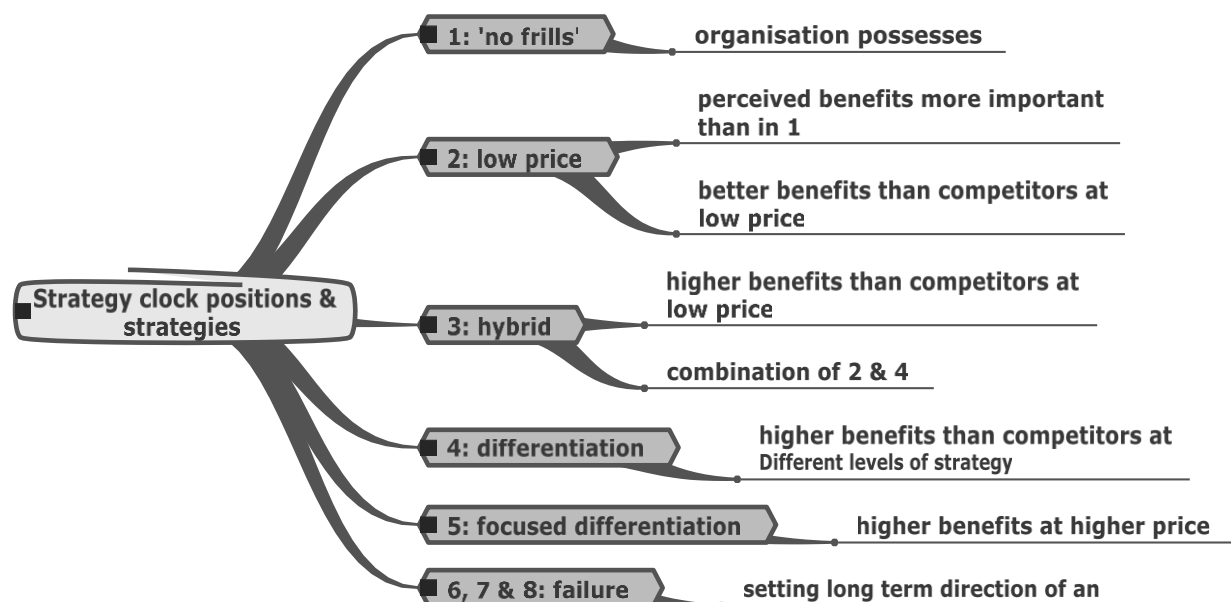 1: 'no frills'
organisation possesses
perceived benefits more important
than in 1
2: low price
better benefits than competitors at
low price
Strategy clock positions &
strategies
higher benefits than competitors at
low price
3: hybrid
combination of 2 & 4
4: differentiation
higher benefits than competitors at
Different levels of strategy
5: focused differentiation
higher benefits at higher price
6, 7 & 8: failure
setting long term direction of an